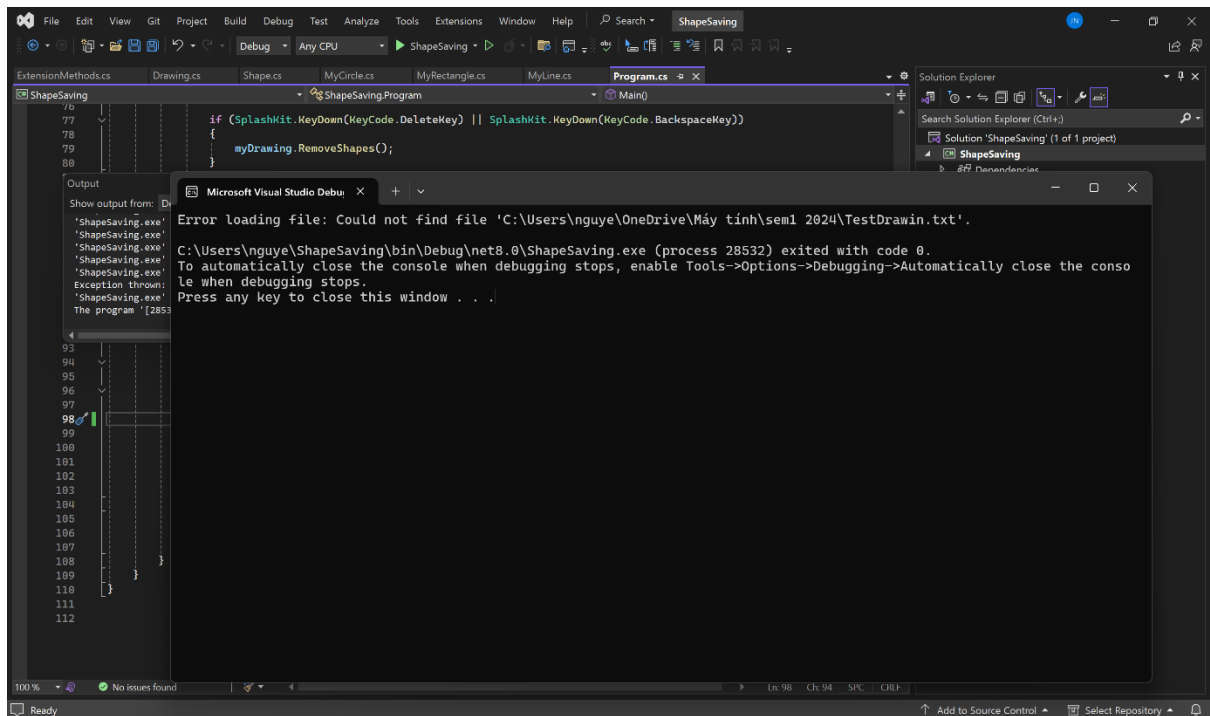 File Edit View Git Project Build Debug Test Analyze Tools Extensions Window Help Search ShapeSaving JN
Debug Any CPU ShapeSaving
ExtensionMethods.cs Drawing.cs Shape.cs MyCircle.cs MyRectangle.cs MyLine.cs Program.cs Solution Explorer
ShapeSaving ShapeSaving.Program Main()
Search Solution Explorer (Ctrl+;)
76
77 if (SplashKit.KeyDown(KeyCode.DeleteKey) || SplashKit.KeyDown(KeyCode.BackspaceKey))
78 {
79 myDrawing.RemoveShapes();
80 }
Solution 'ShapeSaving' (1 of 1 project)
ShapeSaving
Dependencies
Output
Show output from: De
'ShapeSaving.exe'
'ShapeSaving.exe'
'ShapeSaving.exe'
'ShapeSaving.exe'
'ShapeSaving.exe'
Exception thrown:
'ShapeSaving.exe'
The program '[2853
Microsoft Visual Studio Debu
Error loading file: Could not find file 'C:\Users\nguye\OneDrive\Máy tính\sem1 2024\TestDrawin.txt'.
C:\Users\nguye\ShapeSaving\bin\Debug\net8.0\ShapeSaving.exe (process 28532) exited with code 0.
To automatically close the console when debugging stops, enable Tools->Options->Debugging->Automatically close the conso
le when debugging stops.
Press any key to close this window . . .
93
94
95
96
97
98
99
100
101
102
103
104
105
106
107
108 }
109 }
110 }
111
112
100 % No issues found Ln: 98 Ch: 94 SPC CRLF
Ready Add to Source Control Select Repository